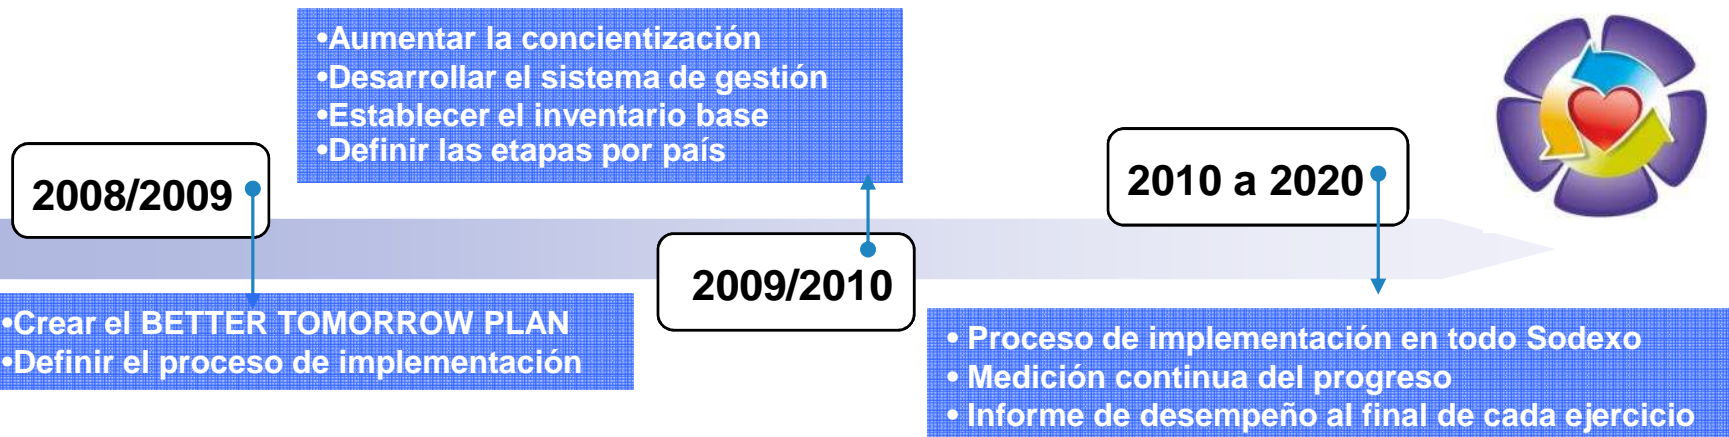 2008/2009
•Crear el BETTER TOMORROW PLAN
•Definir el proceso de implementación
•Aumentar la concientización
•Desarrollar el sistema de gestión
•Establecer el inventario base
•Definir las etapas por país
2009/2010
2010 a 2020
• Proceso de implementación en todo Sodexo
• Medición continua del progreso
• Informe de desempeño al final de cada ejercicio